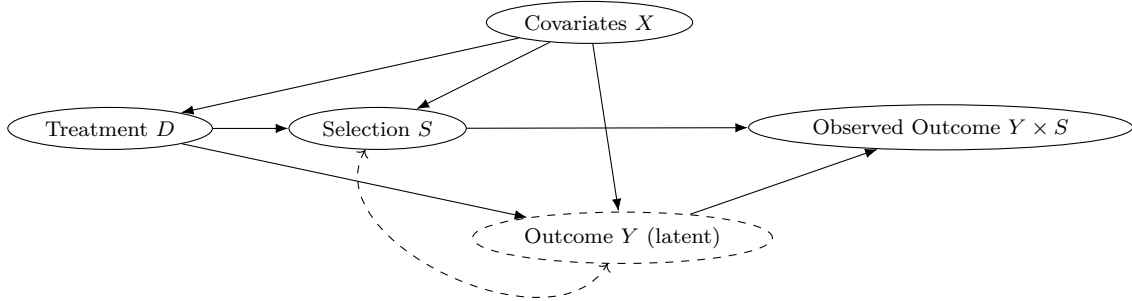 Covariates X
Treatment D
Selection S
Observed Outcome Y × S
Outcome Y (latent)